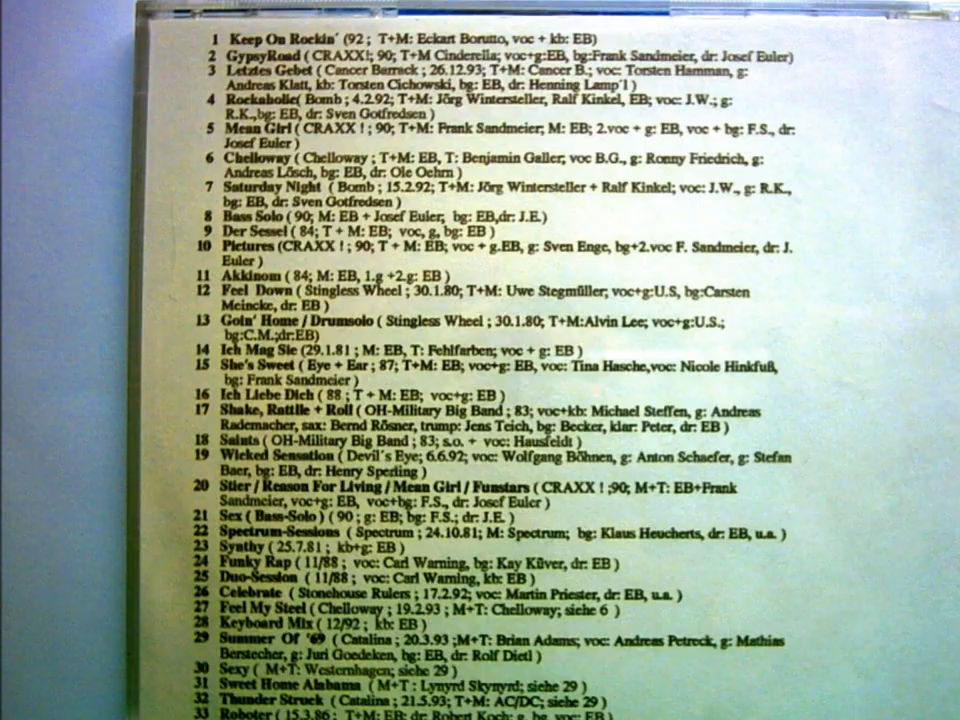 1 Keep On Rockin' (92 ; T+M: Eckart Borutto, voc + kb: EB)
2 GypsyRoad ( CRAXX!; 90; T+M Cinderella; voc+g:EB, bg:Frank Sandmeier, dr: Josef Euler)
3 Letztes Gebet ( Cancer Barrack ; 26.12.93; T+M: Cancer B.; voc: Torsten Hamman, g:
Andreas Klatt, kb: Torsten Cichowski, bg: EB, dr: Henning Lamp'l )
4 Rockaholic( Bomb ; 4.2.92; T+M: Jörg Wintersteller, Ralf Kinkel, EB; voc: J.W.; g:
R.K.,bg: EB, dr: Sven Gotfredsen )
5 Mean Girl ( CRAXX ! ; 90; T+M: Frank Sandmeier; M: EB; 2.voc + g: EB, voc + bg: F.S., dr:
Josef Euler )
6 Chelloway ( Chelloway ; T+M: EB, T: Benjamin Galler; voc B.G., g: Ronny Friedrich, g:
Andreas Lösch, bg: EB, dr: Ole Oehrn )
7 Saturday Night ( Bomb ; 15.2.92; T+M: Jörg Wintersteller + Ralf Kinkel; voc: J.W., g: R.K.,
bg: EB, dr: Sven Gotfredsen )
8 Bass Solo ( 90; M: EB + Josef Euler; bg: EB,dr: J.E.)
9 Der Sessel ( 84; T + M: EB; voc, g, bg: EB )
10 Pictures (CRAXX ! ; 90; T + M: EB; voc + g.EB, g: Sven Enge, bg+2.voc F. Sandmeier, dr: J.
Euler )
11 Akkinom ( 84; M: EB, 1.g +2.g: EB )
12 Feel Down ( Stingless Wheel ; 30.1.80; T+M: Uwe Stegmüller; voc+g:U.S, bg:Carsten
Meincke, dr: EB )
13 Goin' Home / Drumsolo ( Stingless Wheel ; 30.1.80; T+M:Alvin Lee; voc+g:U.S.;
bg:C.M.;dr:EB)
14 Ich Mag Sie (29.1.81 ; M: EB, T: Fehlfarben; voc + g: EB )
15 She's Sweet ( Eye + Ear ; 87; T+M: EB; voc+g: EB, voc: Tina Hasche,voc: Nicole Hinkfuß,
bg: Frank Sandmeier )
16 Ich Liebe Dich ( 88 ; T + M: EB; voc+g: EB )
17 Shake, Rattlle + Roll ( OH-Military Big Band ; 83; voc+kb: Michael Steffen, g: Andreas
Rademacher, sax: Bernd Rösner, trump: Jens Teich, bg: Becker, klar: Peter, dr: EB )
18 Saints ( OH-Military Big Band ; 83; s.o. + voc: Hausfeldt )
19 Wicked Sensation ( Devil's Eye; 6.6.92; voc: Wolfgang Böhnen, g: Anton Schaefer, g: Stefan
Baer, bg: EB, dr: Henry Sperling )
20 Stier / Reason For Living / Mean Girl / Funstars ( CRAXX ! ;90; M+T: EB+Frank
Sandmeier, voc+g: EB, voc+bg: F.S., dr: Josef Euler )
21 Sex ( Bass-Solo ) ( 90 ; g: EB; bg: F.S.; dr: J.E. )
22 Spectrum-Sessions ( Spectrum ; 24.10.81; M: Spectrum; bg: Klaus Heucherts, dr: EB, u.a. )
23 Synthy ( 25.7.81 ; kb+g: EB )
24 Funky Rap ( 11/88 ; voc: Carl Warning, bg: Kay Küver, dr: EB )
25 Duo-Session ( 11/88 ; voc: Carl Warning, kb: EB )
26 Celebrate ( Stonehouse Rulers ; 17.2.92; voc: Martin Priester, dr: EB, u.a. )
27 Feel My Steel ( Chelloway ; 19.2.93 ; M+T: Chelloway; siehe 6 )
28 Keyboard Mix ( 12/92 ; kb: EB )
29 Summer Of '69 ( Catalina ; 20.3.93 ;M+T: Brian Adams; voc: Andreas Petreck, g: Mathias
Berstecher, g: Juri Goedeken, bg: EB, dr: Rolf Dietl )
30 Sexy ( M+T: Westernhagen; siehe 29 )
31 Sweet Home Alabama ( M+T : Lynyrd Skynyrd; siehe 29 )
32 Thunder Struck ( Catalina ; 21.5.93; T+M: AC/DC; siehe 29 )
33 Roboter ( 15.3.86 ; T+M: EB; dr: Robert Koch; g, bg, voc: EB )